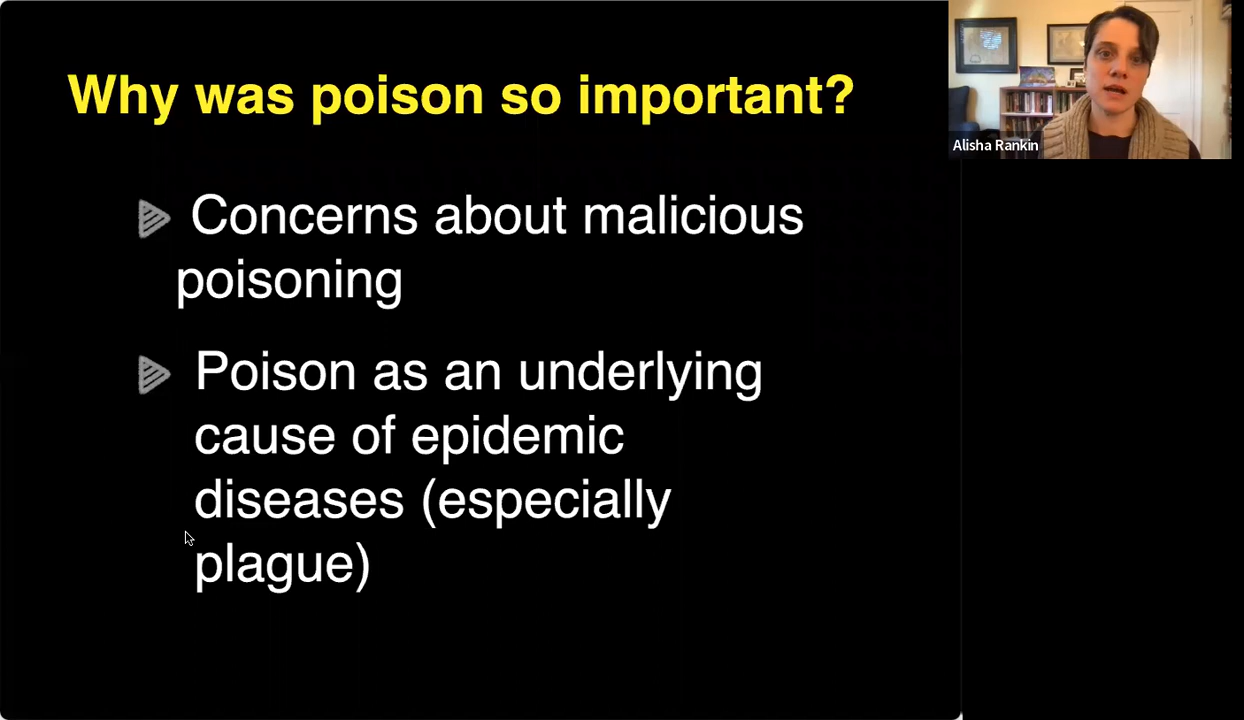 Why was poison so important?
Alisha Rankin
Concerns about malicious
poisoning
Poison as an underlying
cause of epidemic
diseases (especially
plague)